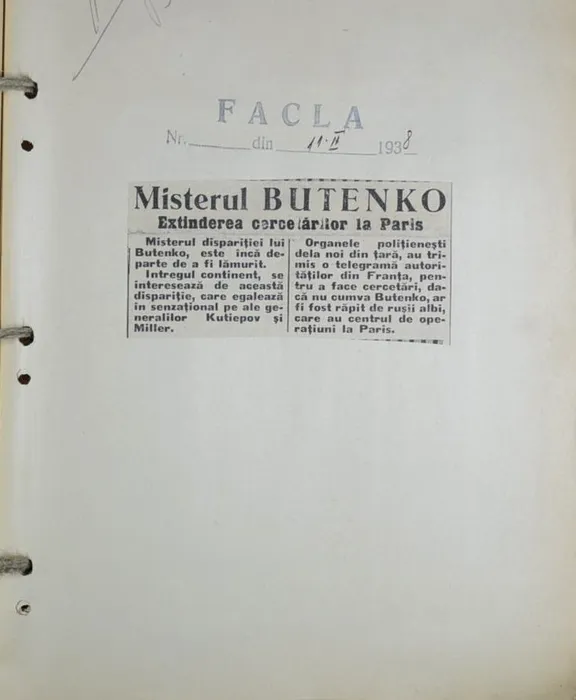 FACLA
Nr. ______ din 11·II 1938
Misterul BUTENKO
Extinderea cercetărilor la Paris
Misterul dispariției lui
Butenko, este incă de-
parte de a fi lămurit.
Intregul continent, se
interesează de această
dispariție, care egalează
in senzațional pe ale ge-
neralilor Kutiepov și
Miller.
Organele polițienești
dela noi din țară, au tri-
mis o telegramă autori-
tăților din Franța, pen-
tru a face cercetări, da-
că nu cumva Butenko, ar
fi fost răpit de rușii albi,
care au centrul de ope-
rațiuni la Paris.